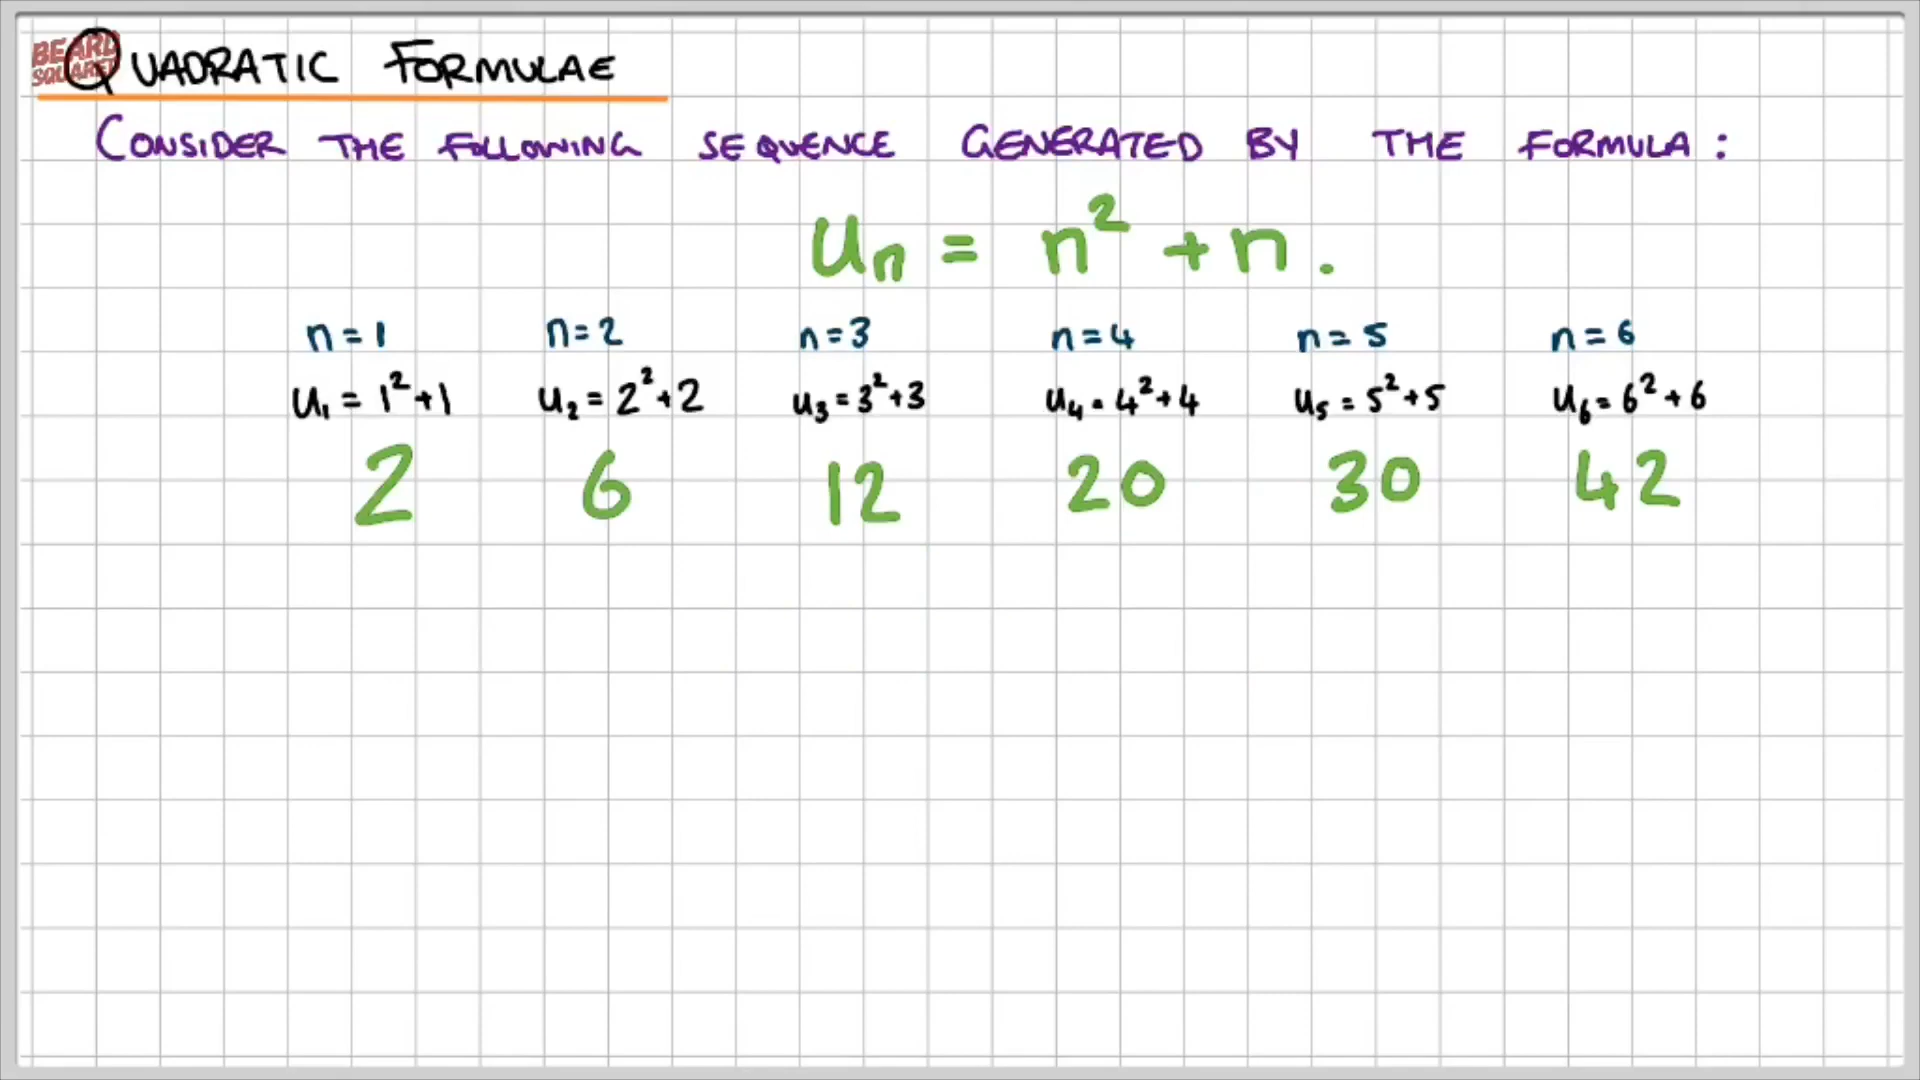 BEARD
SQUARED
QUADRATIC FORMULAE
CONSIDER THE FOLLOWING SEQUENCE GENERATED BY THE FORMULA:
Uₙ = n² + n.
n = 1 n = 2 n = 3 n = 4 n = 5 n = 6
U₁ = 1² + 1 U₂ = 2² + 2 U₃ = 3² + 3 U₄ = 4² + 4 U₅ = 5² + 5 U₆ = 6² + 6
2 6 12 20 30 42